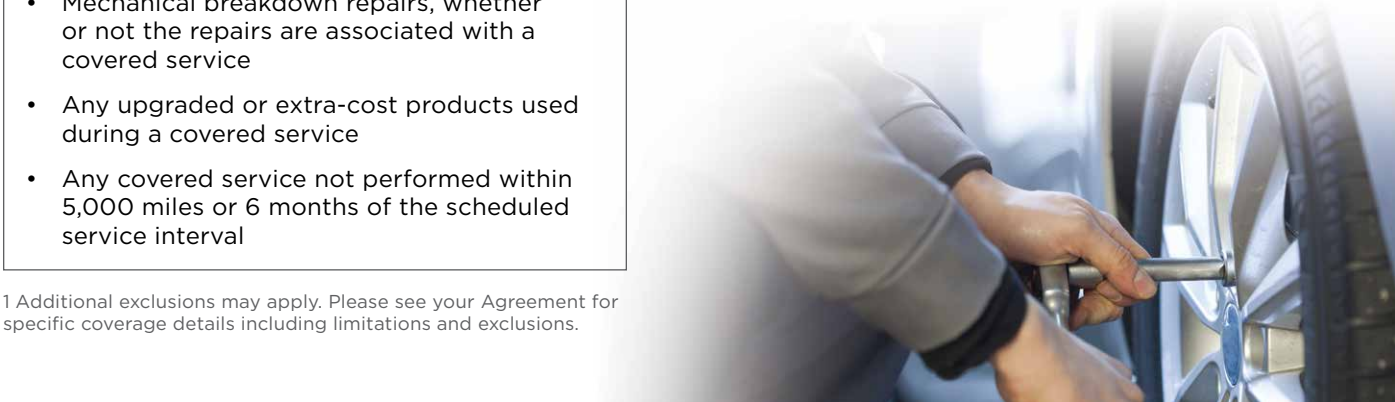 • Mechanical breakdown repairs, whether
or not the repairs are associated with a
covered service
• Any upgraded or extra-cost products used
during a covered service
• Any covered service not performed within
5,000 miles or 6 months of the scheduled
service interval
1 Additional exclusions may apply. Please see your Agreement for
specific coverage details including limitations and exclusions.